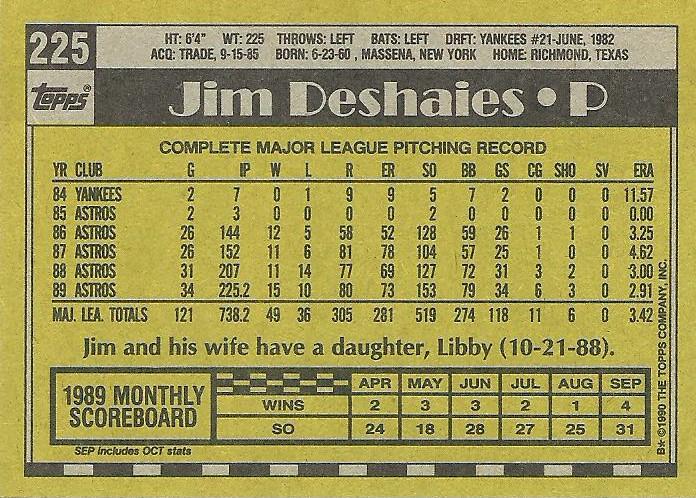 225
HT: 6'4" WT: 225 THROWS: LEFT BATS: LEFT DRFT: YANKEES #21-JUNE, 1982
ACQ: TRADE, 9-15-85 BORN: 6-23-60 , MASSENA, NEW YORK HOME: RICHMOND, TEXAS
Topps®
Jim Deshaies • P
COMPLETE MAJOR LEAGUE PITCHING RECORD
YR CLUB G IP W L R ER SO BB GS CG SHO SV ERA
84 YANKEES 2 7 0 1 9 9 5 7 2 0 0 0 11.57
85 ASTROS 2 3 0 0 0 0 2 0 0 0 0 0 0.00
86 ASTROS 26 144 12 5 58 52 128 59 26 1 1 0 3.25
87 ASTROS 26 152 11 6 81 78 104 57 25 1 0 0 4.62
88 ASTROS 31 207 11 14 77 69 127 72 31 3 2 0 3.00
89 ASTROS 34 225.2 15 10 80 73 153 79 34 6 3 0 2.91
MAJ. LEA. TOTALS 121 738.2 49 36 305 281 519 274 118 11 6 0 3.42
Jim and his wife have a daughter, Libby (10-21-88).
1989 MONTHLY SCOREBOARD
APR MAY JUN JUL AUG SEP
WINS 2 3 3 2 1 4
SO 24 18 28 27 25 31
SEP includes OCT stats
B* ©1990 THE TOPPS COMPANY, INC.